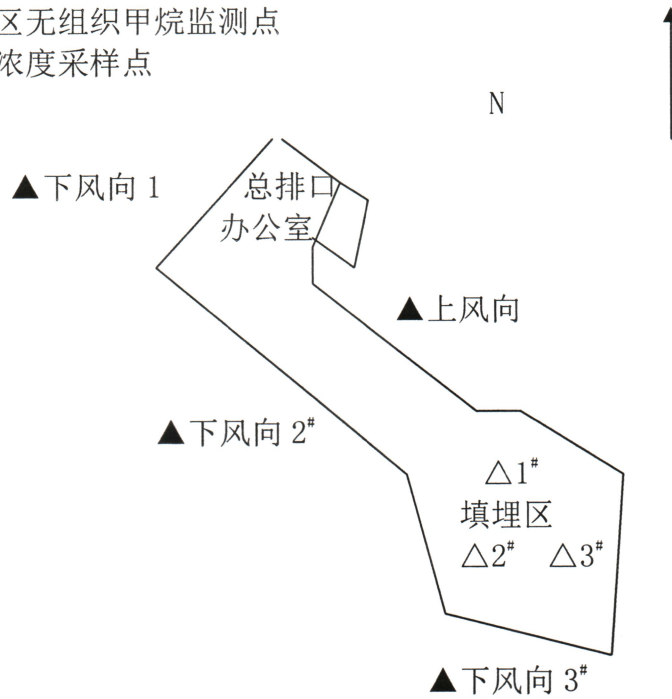 区无组织甲烷监测点
浓度采样点
N
▲下风向 1
总排口
办公室
▲上风向
▲下风向 2#
△1#
填埋区
△2# △3#
▲下风向 3#